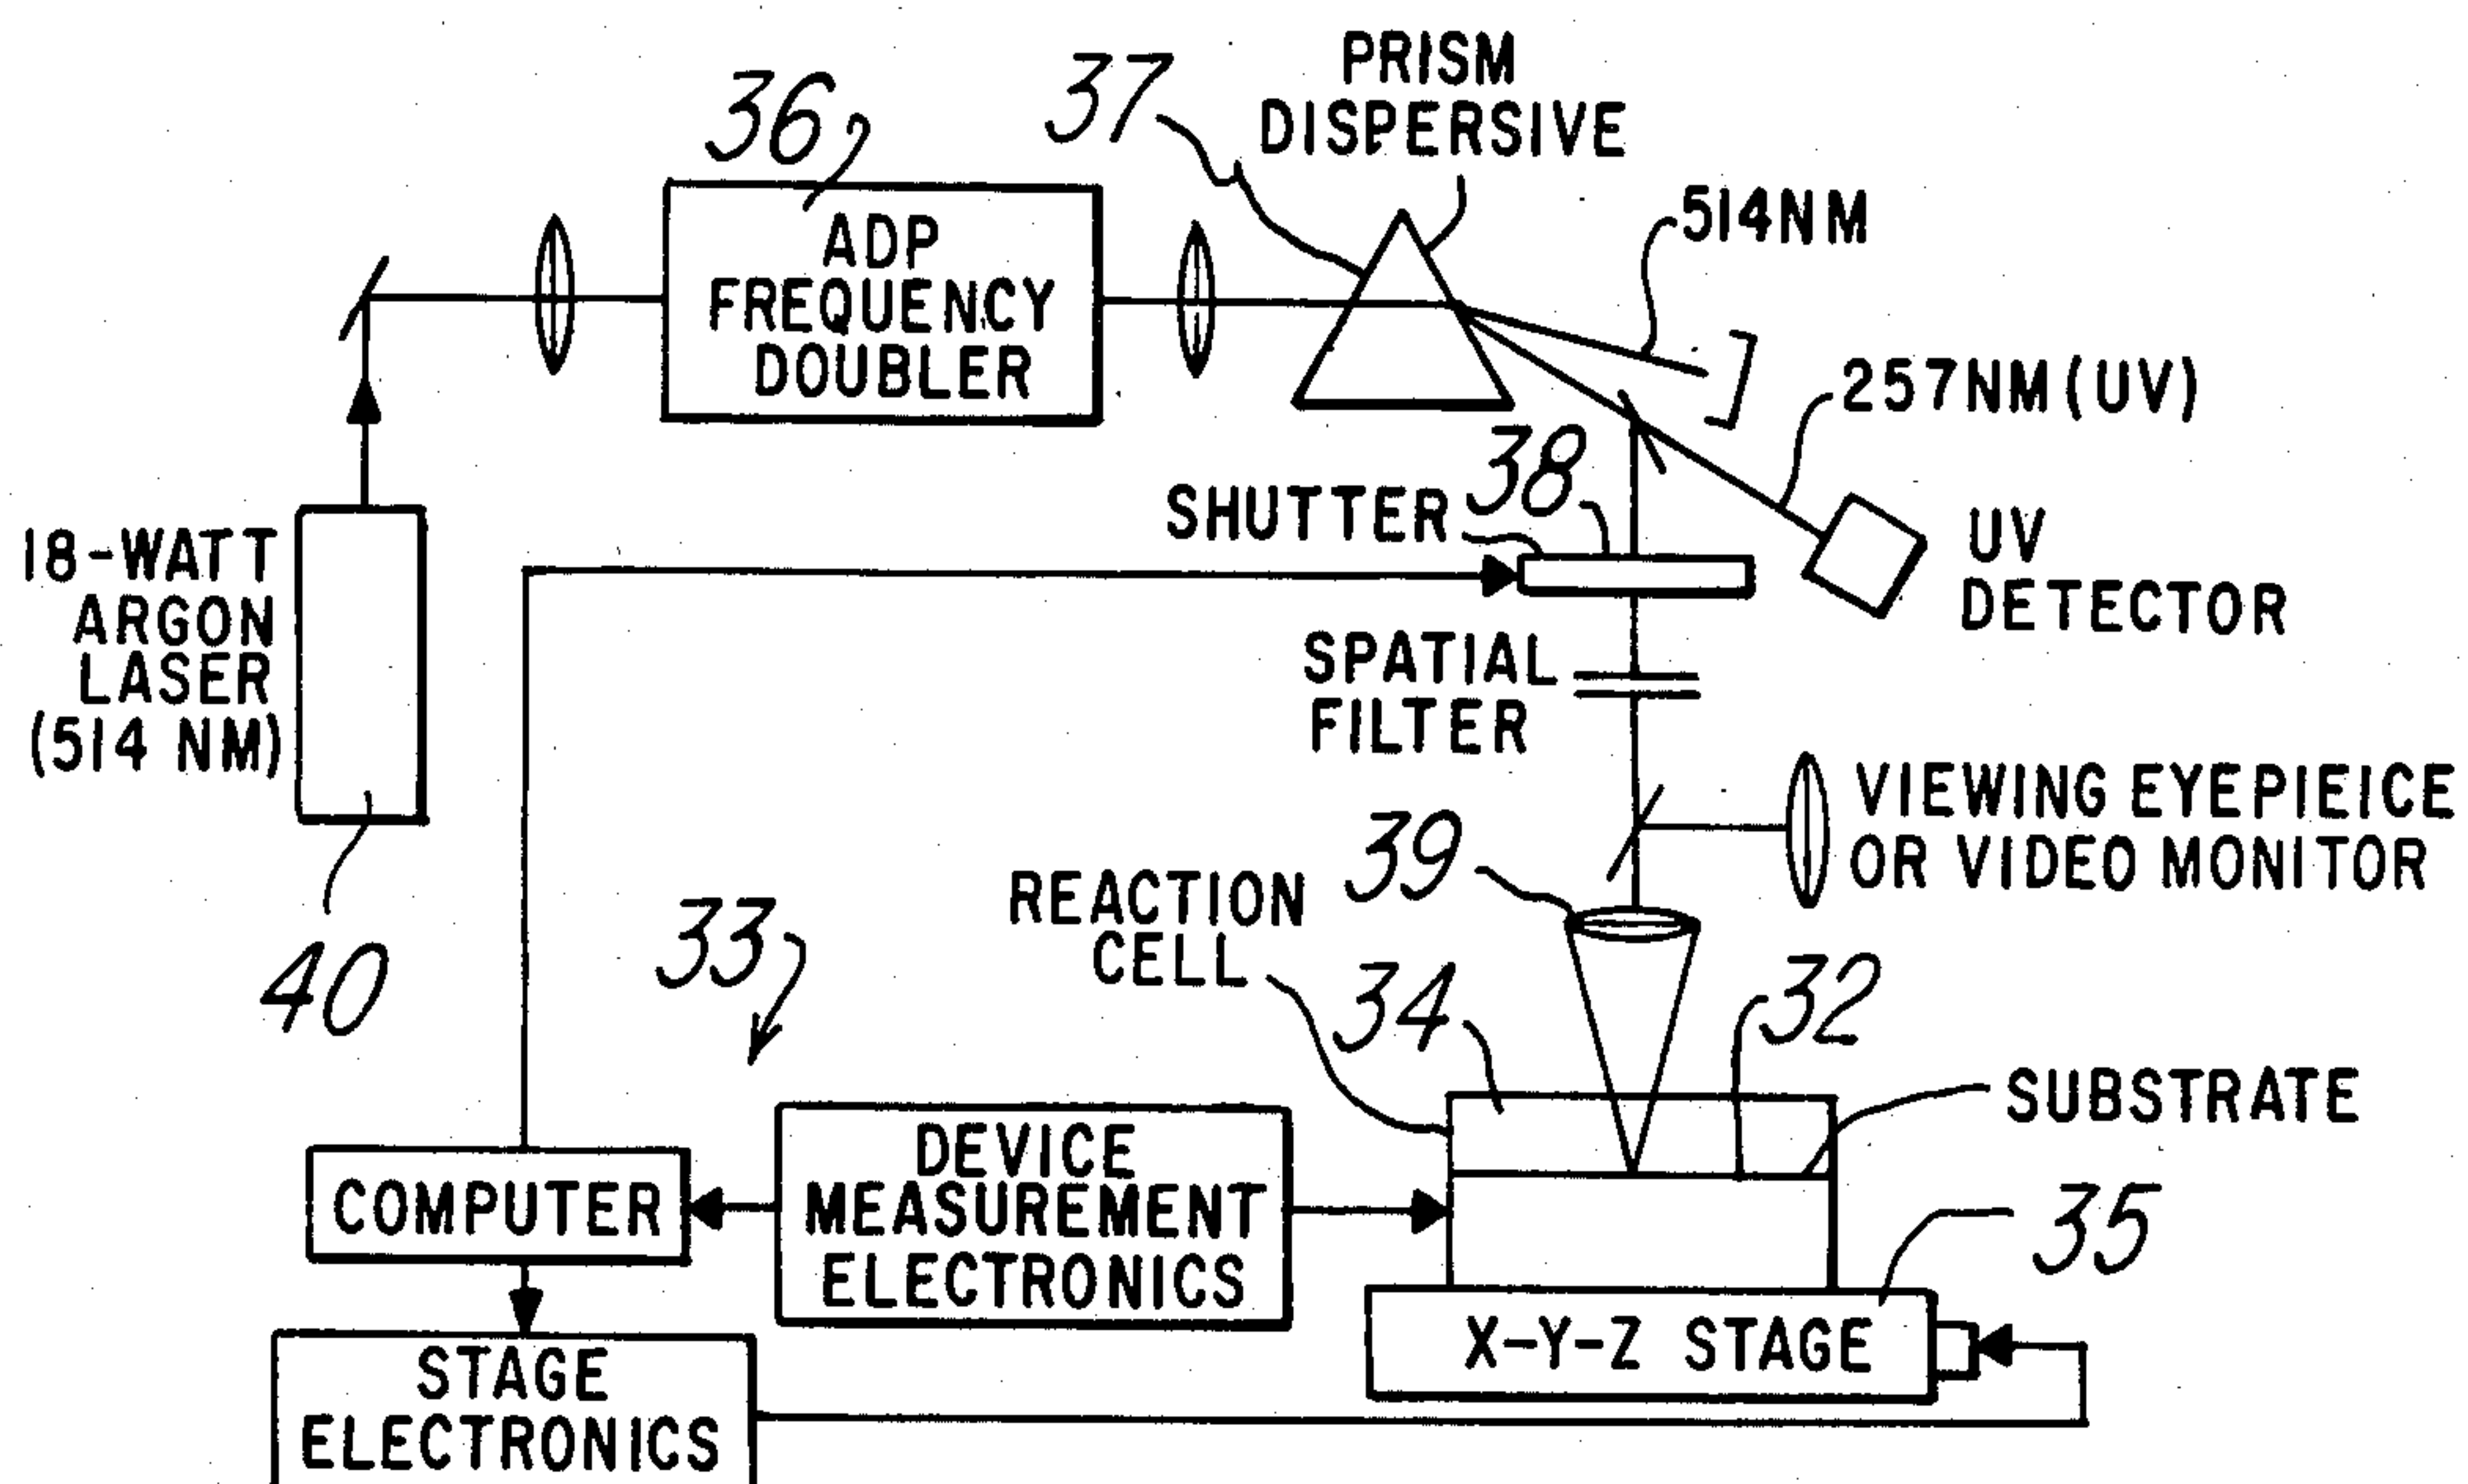 PRISM
DISPERSIVE
37
36
514NM
ADP
FREQUENCY
DOUBLER
257NM(UV)
38
SHUTTER
18-WATT
ARGON
LASER
(514 NM)
UV
DETECTOR
SPATIAL
FILTER
VIEWING EYEPIEICE
OR VIDEO MONITOR
39
REACTION
CELL
33
40
34
32
SUBSTRATE
DEVICE
MEASUREMENT
ELECTRONICS
COMPUTER
35
X-Y-Z STAGE
STAGE
ELECTRONICS